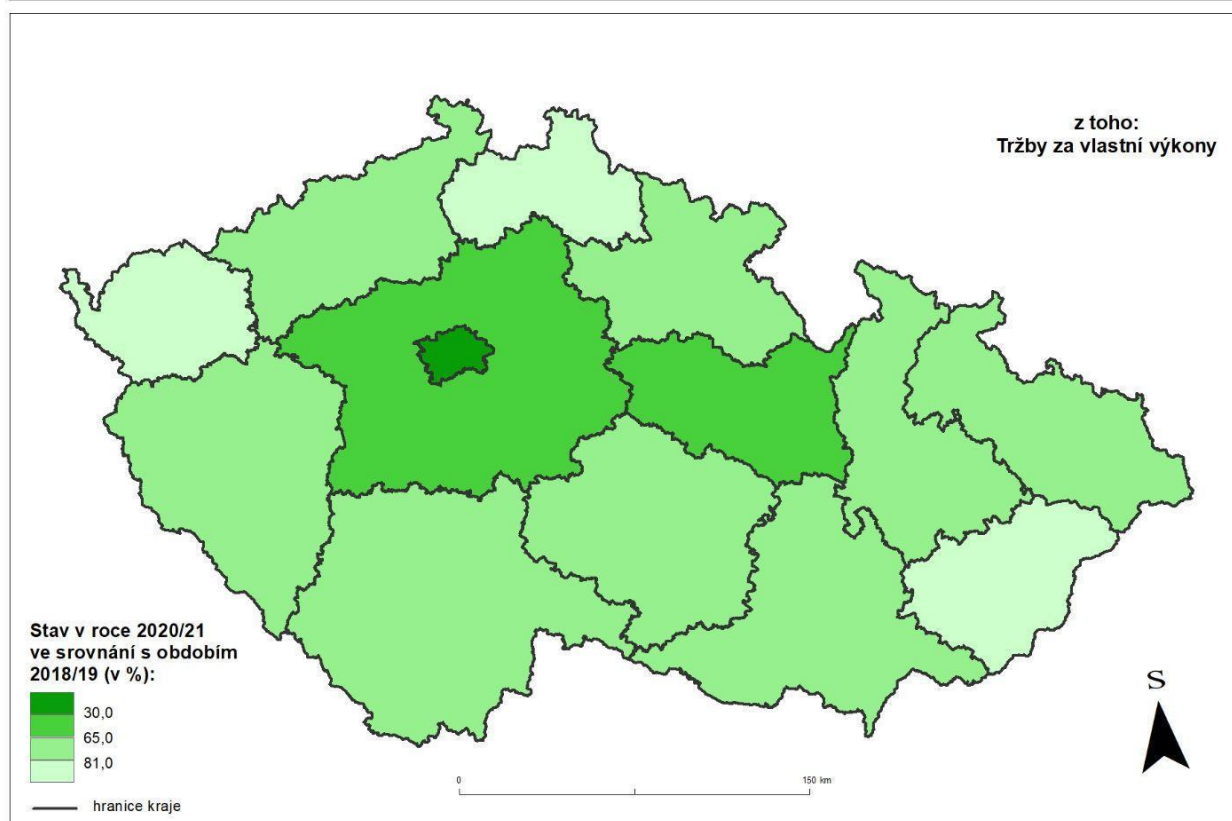 z toho:
Tržby za vlastní výkony
Stav v roce 2020/21
ve srovnání s obdobím
2018/19 (v %):
30,0
65,0
81,0
hranice kraje
0
150 km
S